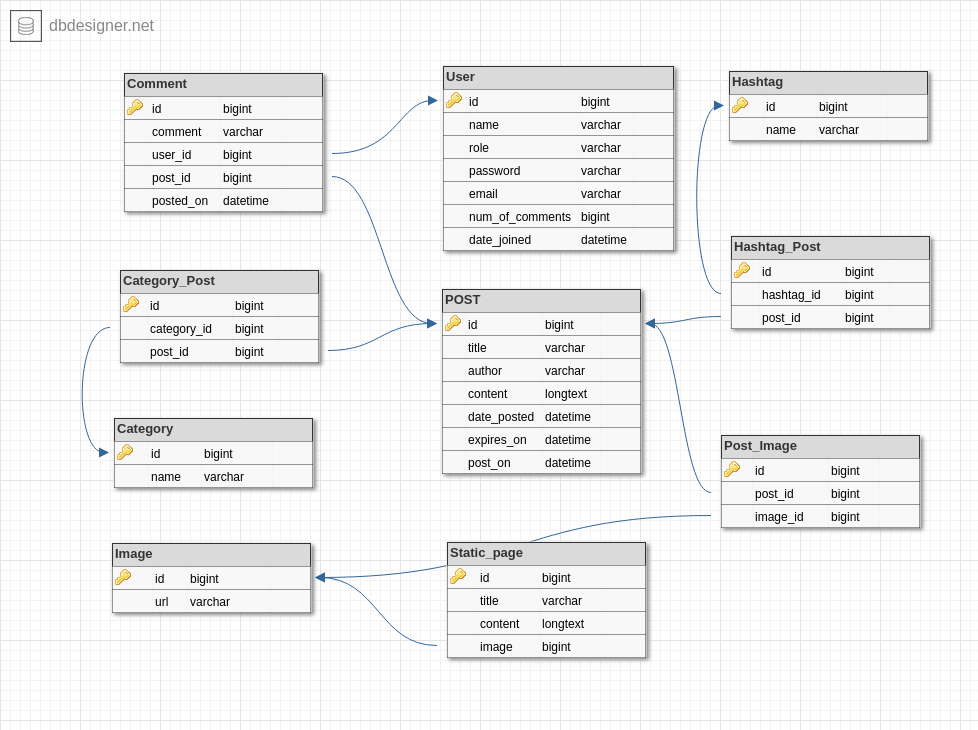 dbdesigner.net
Comment
id bigint
comment varchar
user_id bigint
post_id bigint
posted_on datetime
User
id bigint
name varchar
role varchar
password varchar
email varchar
num_of_comments bigint
date_joined datetime
Hashtag
id bigint
name varchar
Category_Post
id bigint
category_id bigint
post_id bigint
POST
id bigint
title varchar
author varchar
content longtext
date_posted datetime
expires_on datetime
post_on datetime
Hashtag_Post
id bigint
hashtag_id bigint
post_id bigint
Category
id bigint
name varchar
Post_Image
id bigint
post_id bigint
image_id bigint
Image
id bigint
url varchar
Static_page
id bigint
title varchar
content longtext
image bigint